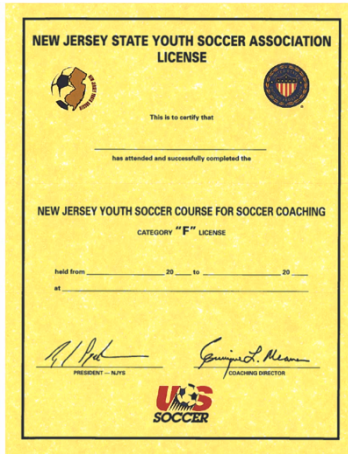 NEW JERSEY STATE YOUTH SOCCER ASSOCIATION
LICENSE
This is to certify that
has attended and successfully completed the
NEW JERSEY YOUTH SOCCER COURSE FOR SOCCER COACHING
CATEGORY "F" LICENSE
held from 20 to 20
at
PRESIDENT — NJYS
COACHING DIRECTOR
US
SOCCER